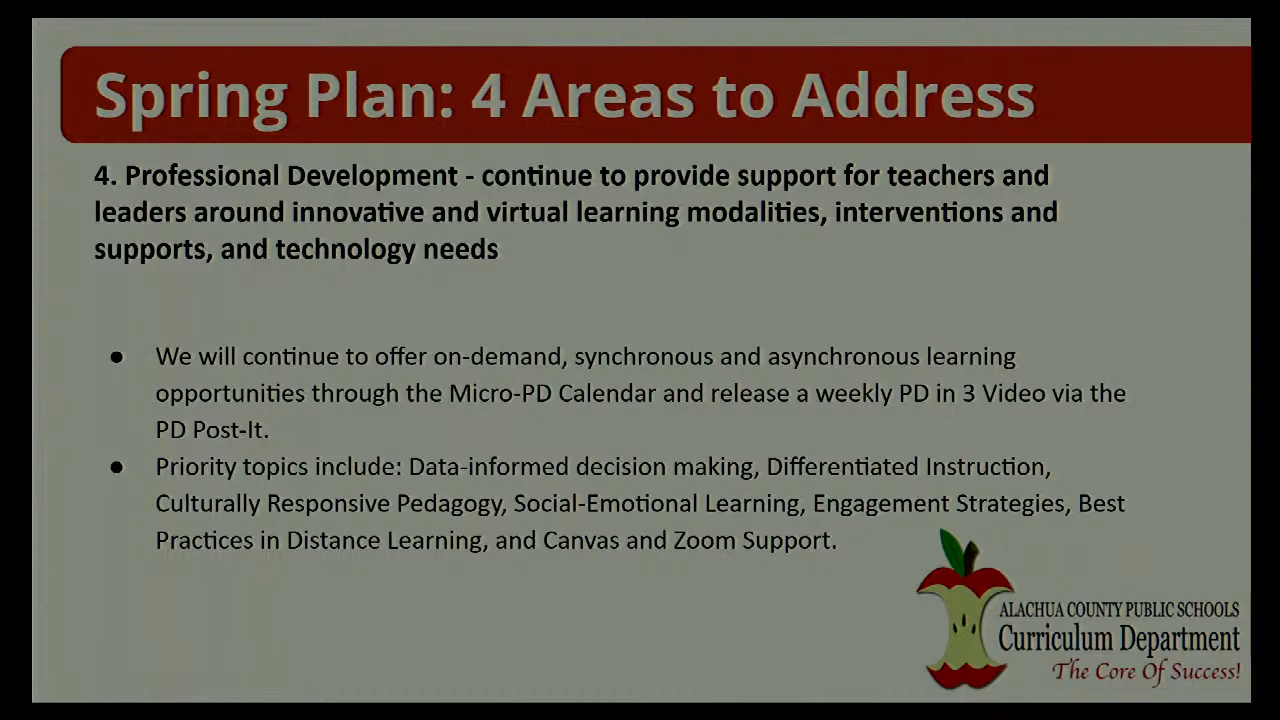 Spring Plan: 4 Areas to Address
4. Professional Development - continue to provide support for teachers and
leaders around innovative and virtual learning modalities, interventions and
supports, and technology needs
● We will continue to offer on-demand, synchronous and asynchronous learning
opportunities through the Micro-PD Calendar and release a weekly PD in 3 Video via the
PD Post-It.
● Priority topics include: Data-informed decision making, Differentiated Instruction,
Culturally Responsive Pedagogy, Social-Emotional Learning, Engagement Strategies, Best
Practices in Distance Learning, and Canvas and Zoom Support.
ALACHUA COUNTY PUBLIC SCHOOLS
Curriculum Department
The Core Of Success!